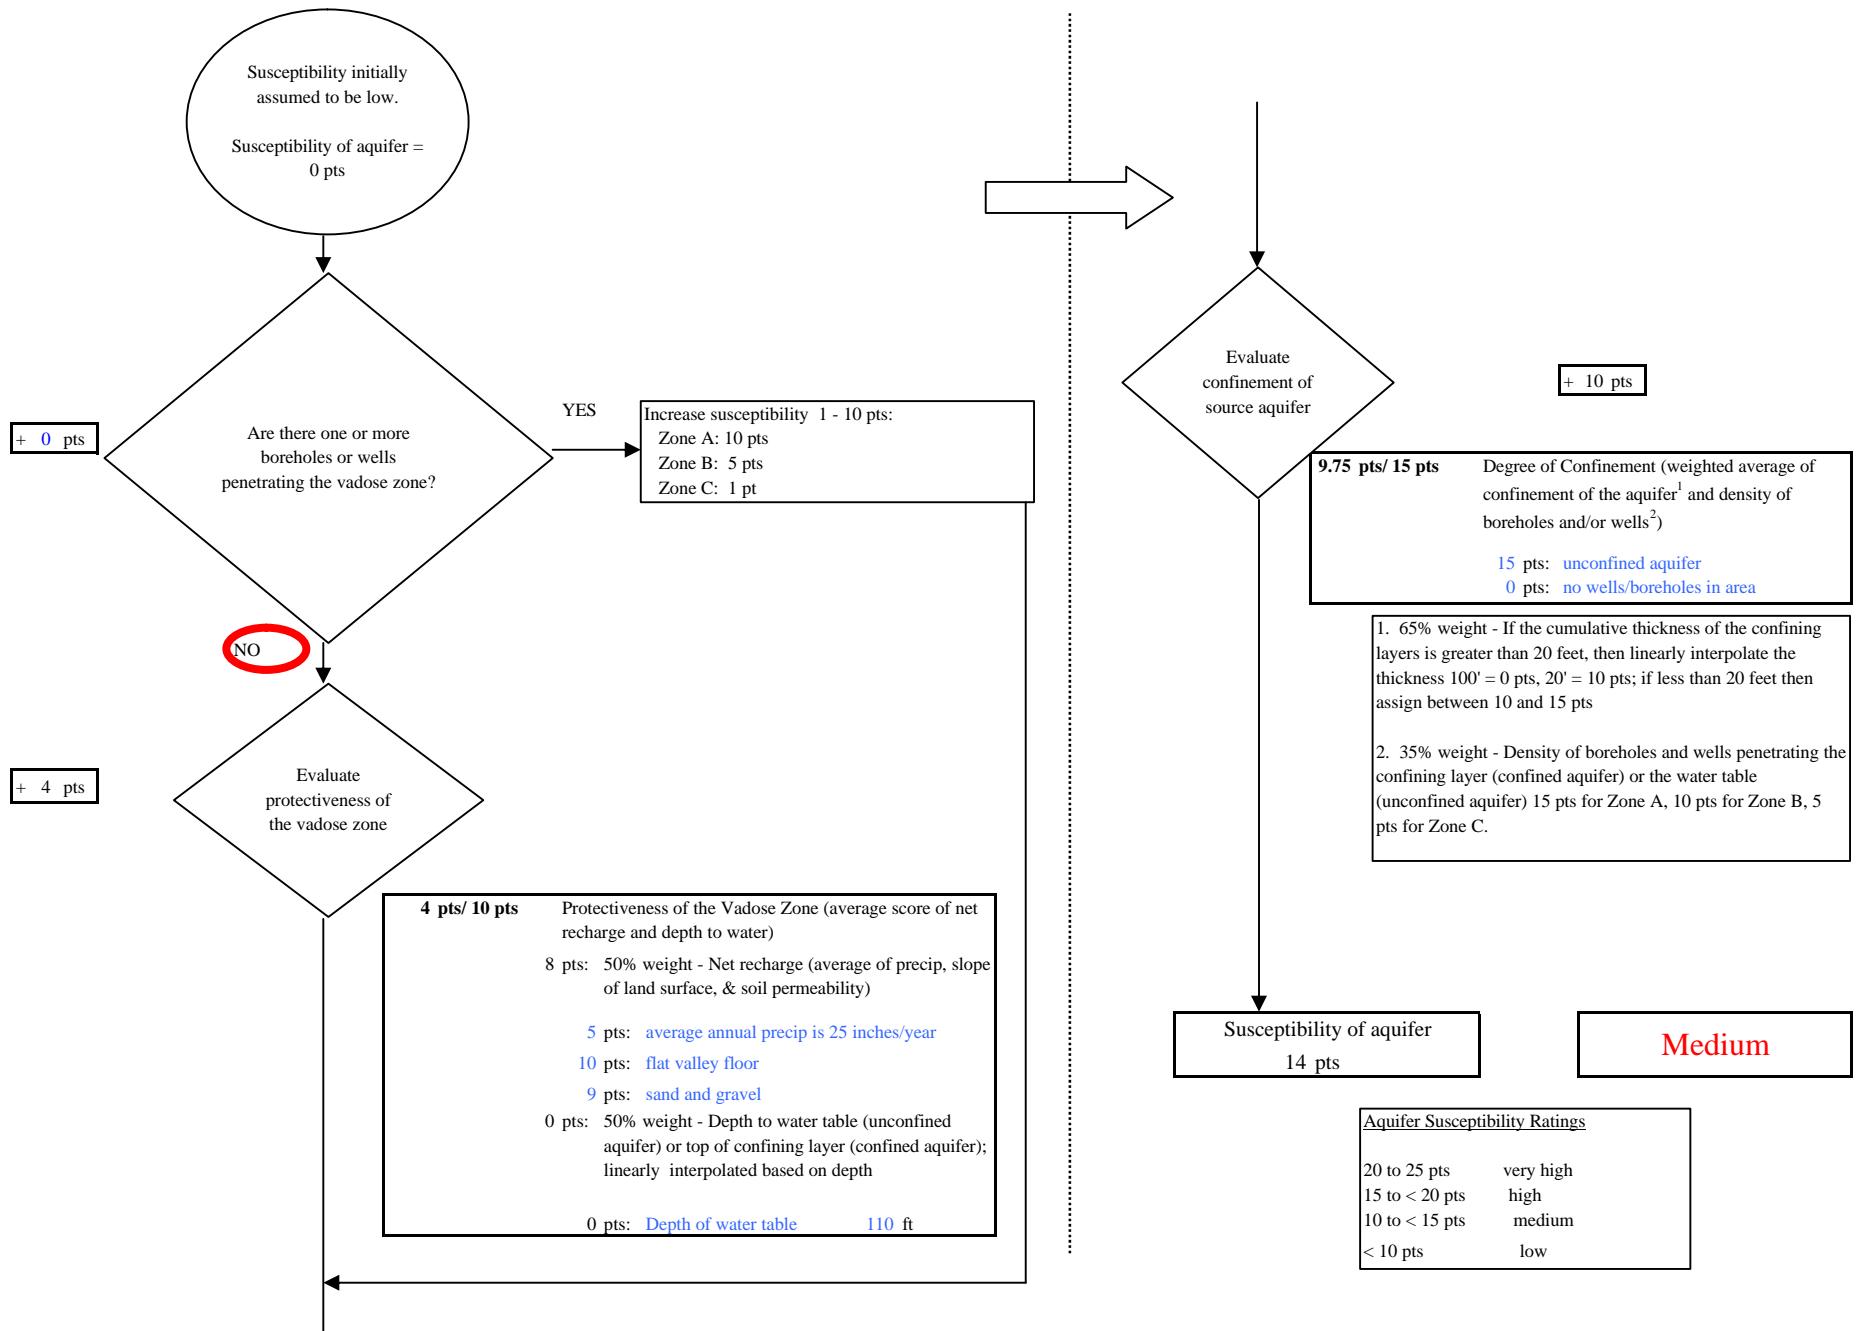 Susceptibility initially
assumed to be low.
Susceptibility of aquifer =
0 pts
+ 0 pts
Are there one or more
boreholes or wells
penetrating the vadose zone?
YES
Increase susceptibility 1 - 10 pts:
Zone A: 10 pts
Zone B: 5 pts
Zone C: 1 pt
NO
+ 4 pts
Evaluate
protectiveness of
the vadose zone
4 pts/ 10 pts Protectiveness of the Vadose Zone (average score of net
recharge and depth to water)
8 pts: 50% weight - Net recharge (average of precip, slope
of land surface, & soil permeability)
5 pts: average annual precip is 25 inches/year
10 pts: flat valley floor
9 pts: sand and gravel
0 pts: 50% weight - Depth to water table (unconfined
aquifer) or top of confining layer (confined aquifer);
linearly interpolated based on depth
0 pts: Depth of water table 110 ft
Evaluate
confinement of
source aquifer
+ 10 pts
9.75 pts/ 15 pts Degree of Confinement (weighted average of
confinement of the aquifer1 and density of
boreholes and/or wells2)
15 pts: unconfined aquifer
0 pts: no wells/boreholes in area
1. 65% weight - If the cumulative thickness of the confining
layers is greater than 20 feet, then linearly interpolate the
thickness 100' = 0 pts, 20' = 10 pts; if less than 20 feet then
assign between 10 and 15 pts
2. 35% weight - Density of boreholes and wells penetrating the
confining layer (confined aquifer) or the water table
(unconfined aquifer) 15 pts for Zone A, 10 pts for Zone B, 5
pts for Zone C.
Susceptibility of aquifer
14 pts
Medium
Aquifer Susceptibility Ratings
20 to 25 pts very high
15 to < 20 pts high
10 to < 15 pts medium
< 10 pts low